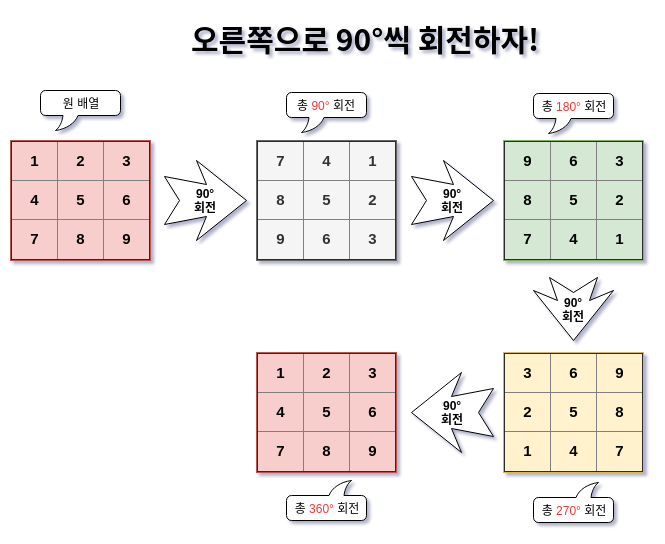 오른쪽으로 90°씩 회전하자!
원 배열
총 90° 회전
총 180° 회전
1 2 3
4 5 6
7 8 9
90°
회전
7 4 1
8 5 2
9 6 3
90°
회전
9 6 3
8 5 2
7 4 1
90°
회전
3 6 9
2 5 8
1 4 7
90°
회전
1 2 3
4 5 6
7 8 9
총 360° 회전
총 270° 회전